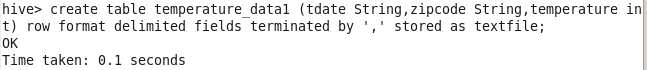 hive> create table temperature_data1 (tdate String,zipcode String,temperature in
t) row format delimited fields terminated by ',' stored as textfile;
OK
Time taken: 0.1 seconds